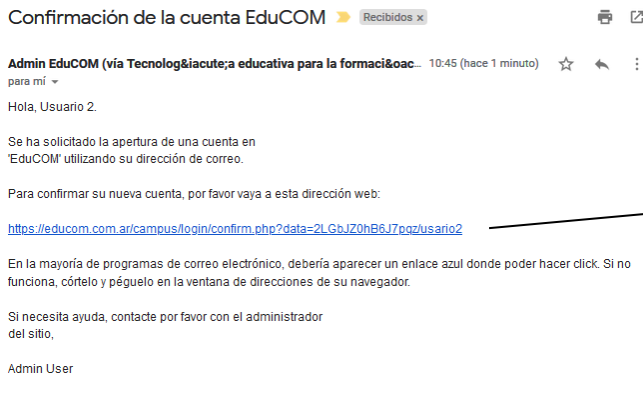 Confirmación de la cuenta EduCOM Recibidos x
Admin EduCOM (vía Tecnolog&iacute;a educativa para la formaci&oac... 10:45 (hace 1 minuto)
para mí
Hola, Usuario 2.
Se ha solicitado la apertura de una cuenta en
'EduCOM' utilizando su dirección de correo.
Para confirmar su nueva cuenta, por favor vaya a esta dirección web:
https://educom.com.ar/campus/login/confirm.php?data=2LGbJZ0hB6J7pqz/usario2
En la mayoría de programas de correo electrónico, debería aparecer un enlace azul donde poder hacer click. Si no
funciona, córtelo y péguelo en la ventana de direcciones de su navegador.
Si necesita ayuda, contacte por favor con el administrador
del sitio,
Admin User